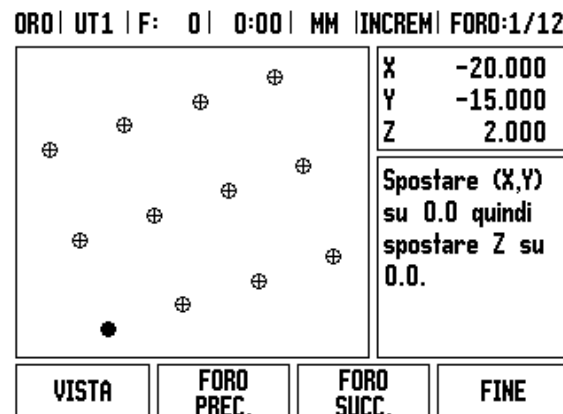 ORO| UT1 |F: 0| 0:00| MM |INCREM| FORO:1/12
X -20.000
Y -15.000
Z 2.000
Spostare (X,Y)
su 0.0 quindi
spostare Z su
0.0.
VISTA
FORO
PREC.
FORO
SUCC.
FINE